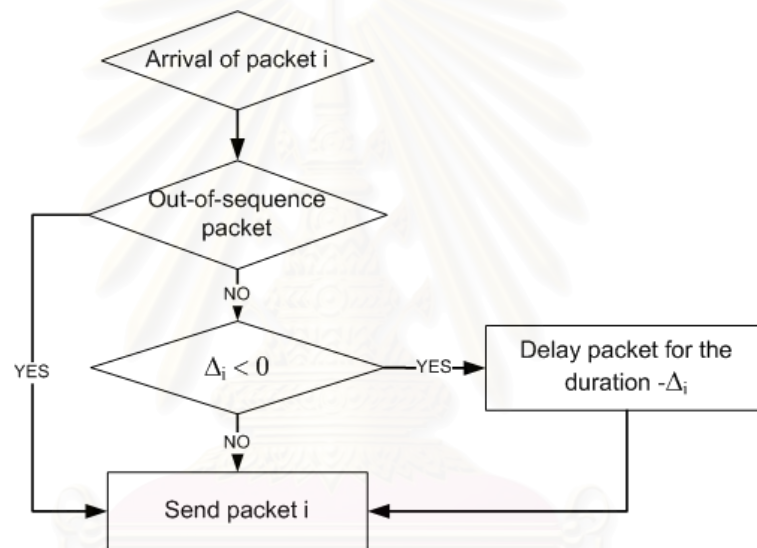 Arrival of packet i
Out-of-sequence
packet
NO
Δi < 0
YES
YES
Delay packet for the
duration -Δi
NO
Send packet i